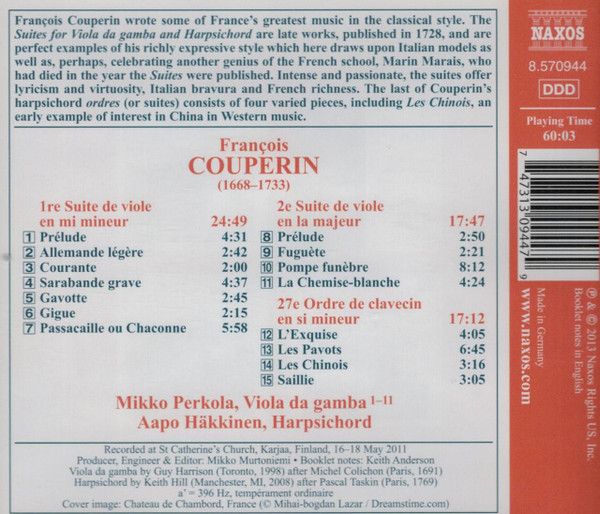 François Couperin wrote some of France's greatest music in the classical style. The
Suites for Viola da gamba and Harpsichord are late works, published in 1728, and are
perfect examples of his richly expressive style which here draws upon Italian models as
well as, perhaps, celebrating another genius of the French school, Marin Marais, who
had died in the year the Suites were published. Intense and passionate, the suites offer
lyricism and virtuosity, Italian bravura and French richness. The last of Couperin's
harpsichord ordres (or suites) consists of four varied pieces, including Les Chinois, an
early example of interest in China in Western music.
François
COUPERIN
(1668–1733)
1re Suite de viole
en mi mineur 24:49
1 Prélude 4:31
2 Allemande légère 2:42
3 Courante 2:00
4 Sarabande grave 4:37
5 Gavotte 2:45
6 Gigue 2:15
7 Passacaille ou Chaconne 5:58
2e Suite de viole
en la majeur 17:47
8 Prélude 2:50
9 Fuguète 2:21
10 Pompe funèbre 8:12
11 La Chemise-blanche 4:24
27e Ordre de clavecin
en si mineur 17:12
12 L'Exquise 4:05
13 Les Pavots 6:45
14 Les Chinois 3:16
15 Saillie 3:05
Mikko Perkola, Viola da gamba 1–11
Aapo Häkkinen, Harpsichord
Recorded at St Catherine's Church, Karjaa, Finland, 16–18 May 2011
Producer, Engineer & Editor: Mikko Murtoniemi • Booklet notes: Keith Anderson
Viola da gamba by Guy Harrison (Toronto, 1998) after Michel Colichon (Paris, 1691)
Harpsichord by Keith Hill (Manchester, MI, 2008) after Pascal Taskin (Paris, 1769)
a' = 396 Hz, tempérament ordinaire
Cover image: Chateau de Chambord, France (© Mihai-bogdan Lazar / Dreamstime.com)
NAXOS
8.570944
DDD
Playing Time
60:03
7 47313 09447 9
℗ & © 2013 Naxos Rights US, Inc.
Booklet notes in English
Made in Germany
www.naxos.com